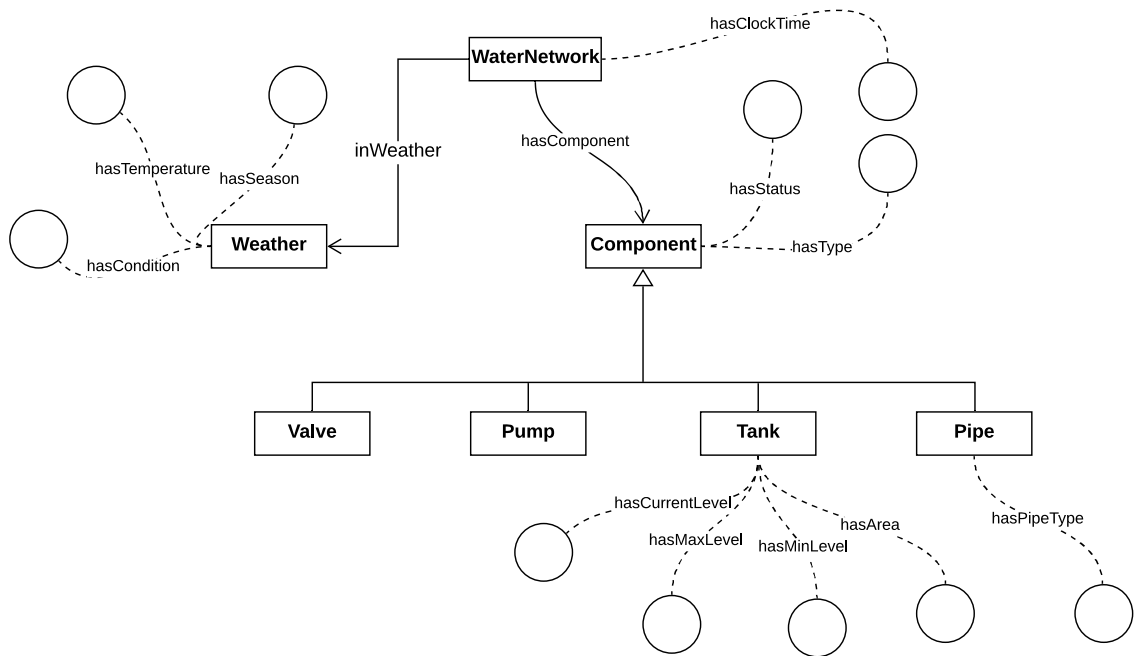 hasClockTime
WaterNetwork
hasComponent
inWeather
hasTemperature
hasSeason
hasStatus
Weather
Component
hasCondition
hasType
Valve
Pump
Tank
Pipe
hasCurrentLevel
hasMaxLevel
hasMinLevel
hasArea
hasPipeType